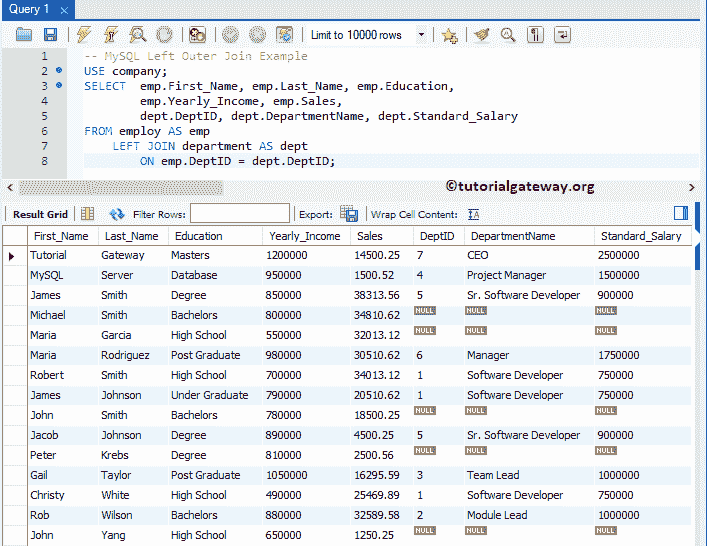 Query 1
Limit to 10000 rows
1 -- MySQL Left Outer Join Example
2 USE company;
3 SELECT emp.First_Name, emp.Last_Name, emp.Education,
4 emp.Yearly_Income, emp.Sales,
5 dept.DeptID, dept.DepartmentName, dept.Standard_Salary
6 FROM employ AS emp
7 LEFT JOIN department AS dept
8 ON emp.DeptID = dept.DeptID;
©tutorialgateway.org
Result Grid Filter Rows: Export: Wrap Cell Content: IA
First_Name Last_Name Education Yearly_Income Sales DeptID DepartmentName Standard_Salary
Tutorial Gateway Masters 1200000 14500.25 7 CEO 2500000
MySQL Server Database 950000 1500.52 4 Project Manager 1500000
James Smith Degree 850000 38313.56 5 Sr. Software Developer 900000
Michael Smith Bachelors 800000 34810.62 NULL NULL NULL
Maria Garcia High School 550000 32013.12 NULL NULL NULL
Maria Rodriguez Post Graduate 980000 30510.62 6 Manager 1750000
Robert Smith High School 700000 34013.12 1 Software Developer 750000
James Johnson Under Graduate 790000 20510.62 1 Software Developer 750000
John Smith Bachelors 780000 18500.25 NULL NULL NULL
Jacob Johnson Degree 890000 4500.25 5 Sr. Software Developer 900000
Peter Krebs Degree 810000 2500.56 NULL NULL NULL
Gail Taylor Post Graduate 1050000 16295.59 3 Team Lead 1000000
Christy White High School 490000 25469.89 1 Software Developer 750000
Rob Wilson Bachelors 880000 32589.58 2 Module Lead 1000000
John Yang High School 650000 1250.25 NULL NULL NULL